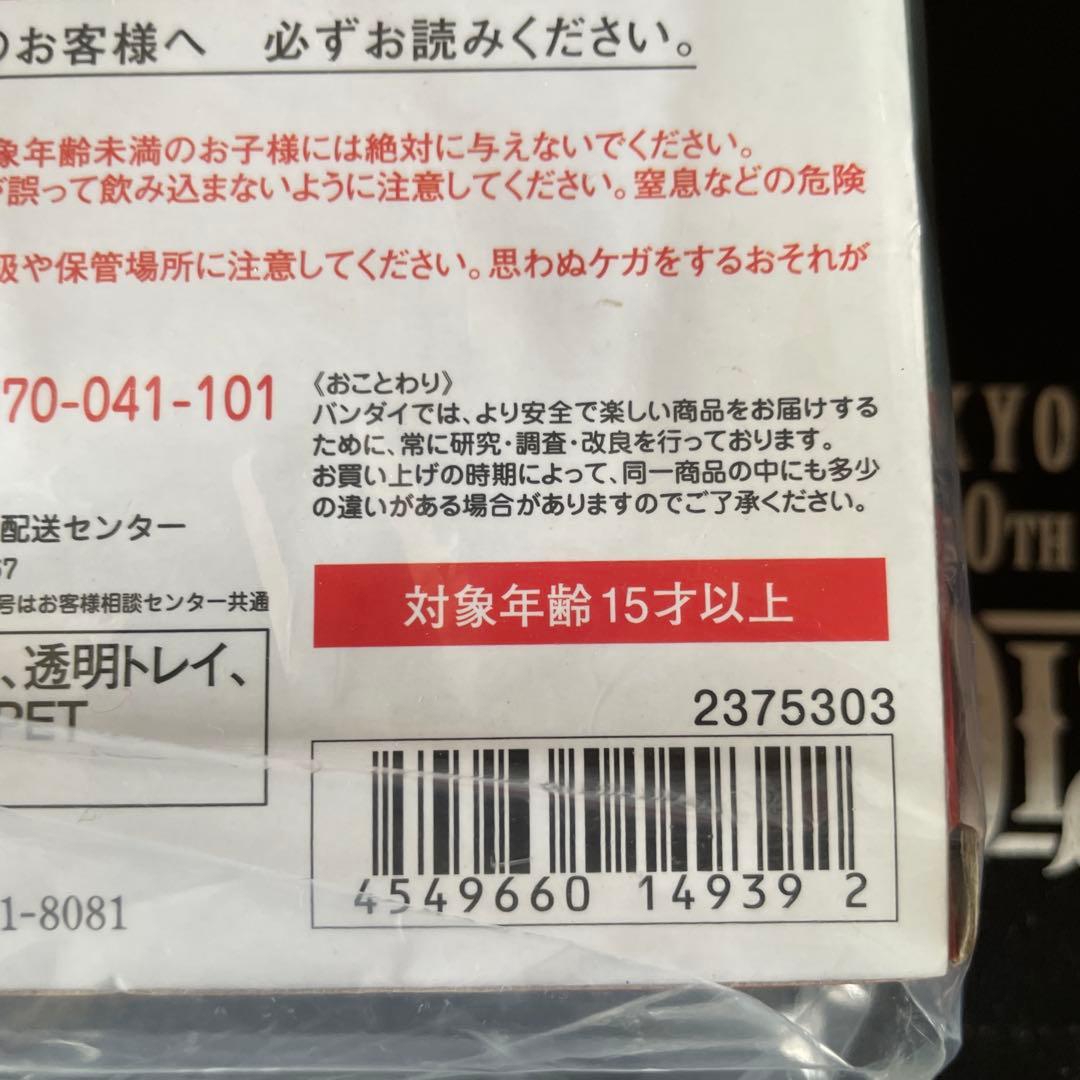 のお客様へ 必ずお読みください。
象年齢未満のお子様には絶対に与えないでください。
誤って飲み込まないように注意してください。窒息などの危険
扱や保管場所に注意してください。思わぬケガをするおそれが
70-041-101
《おことわり》
バンダイでは、より安全で楽しい商品をお届けする
ために、常に研究・調査・改良を行っております。
お買い上げの時期によって、同一商品の中にも多少
の違いがある場合がありますのでご了承ください。
配送センター
67
号はお客様相談センター共通
対象年齢15才以上
、透明トレイ、
PET
2375303
4549660 14939 2
1-8081
KYO
0TH